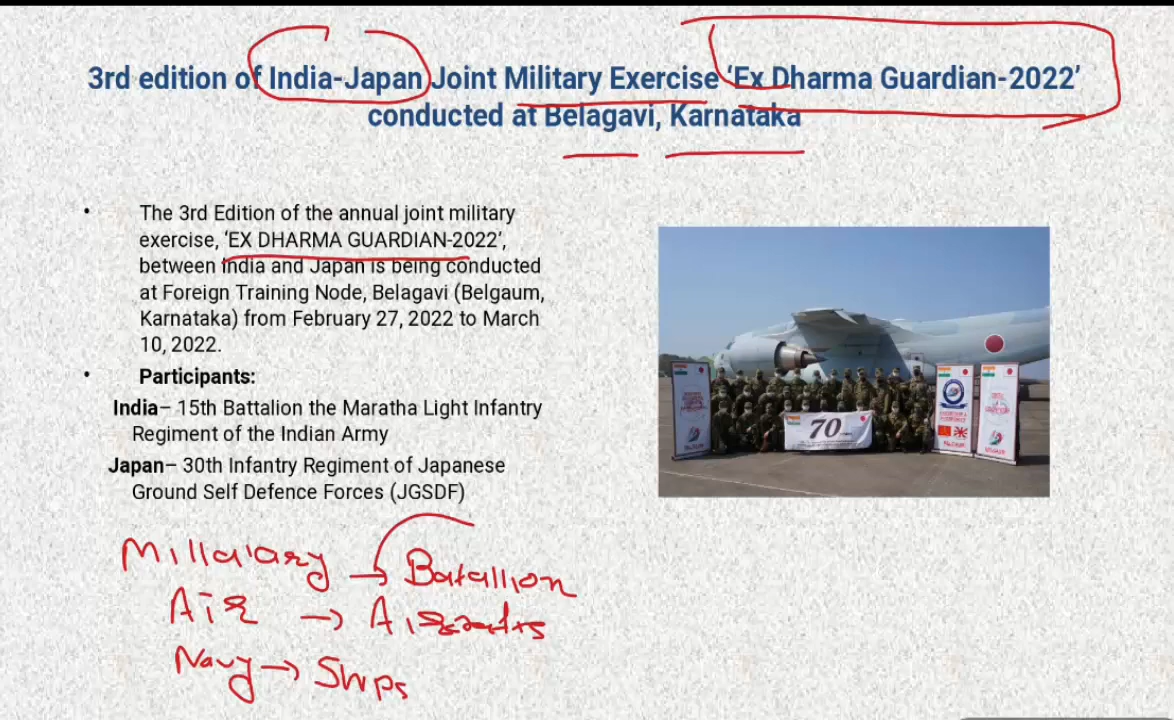 3rd edition of India-Japan Joint Military Exercise ‘Ex Dharma Guardian-2022’
conducted at Belagavi, Karnataka
• The 3rd Edition of the annual joint military
exercise, ‘EX DHARMA GUARDIAN-2022’,
between India and Japan is being conducted
at Foreign Training Node, Belagavi (Belgaum,
Karnataka) from February 27, 2022 to March
10, 2022.
• Participants:
India– 15th Battalion the Maratha Light Infantry
Regiment of the Indian Army
Japan– 30th Infantry Regiment of Japanese
Ground Self Defence Forces (JGSDF)
70
→ Batallion
Air →
Navy → Ships